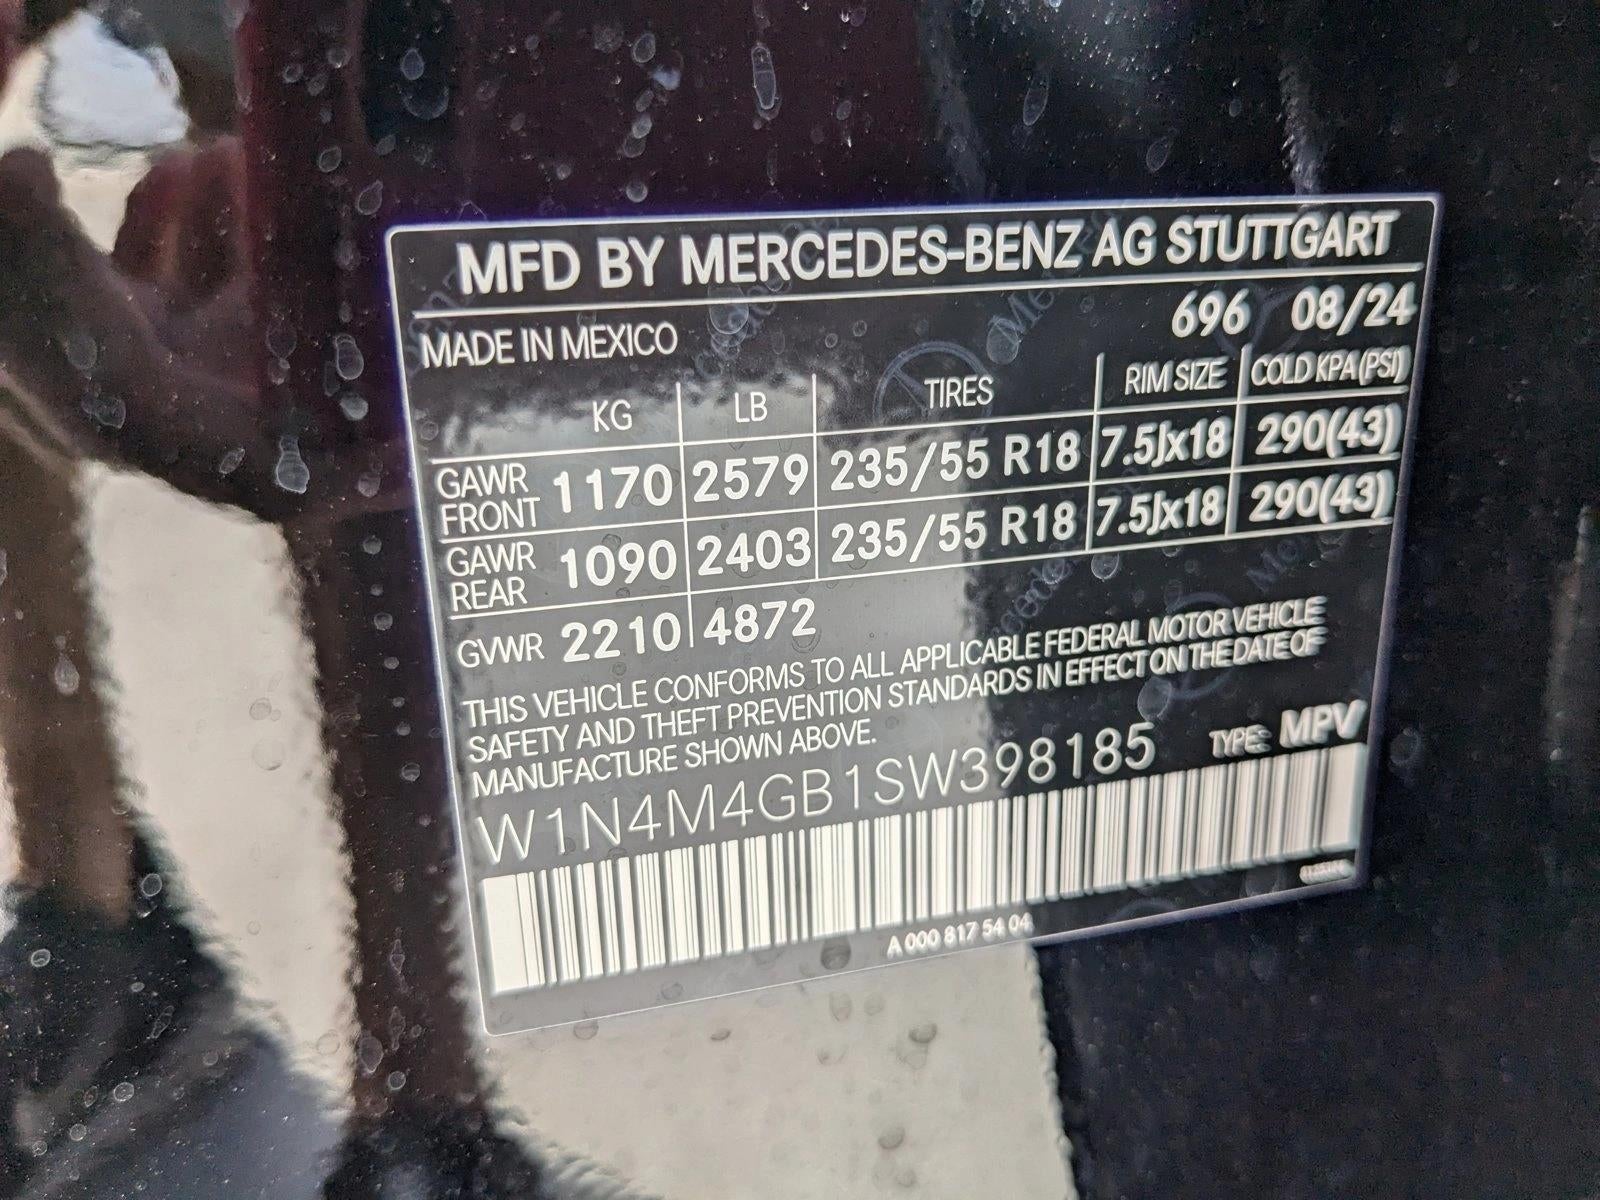 MFD BY MERCEDES-BENZ AG STUTTGART
MADE IN MEXICO 696 08/24
KG LB TIRES RIM SIZE COLD KPA(PSI)
GAWR FRONT 1170 2579 235/55 R18 7.5Jx18 290(43)
GAWR REAR 1090 2403 235/55 R18 7.5Jx18 290(43)
GVWR 2210 4872
THIS VEHICLE CONFORMS TO ALL APPLICABLE FEDERAL MOTOR VEHICLE
SAFETY AND THEFT PREVENTION STANDARDS IN EFFECT ON THE DATE OF
MANUFACTURE SHOWN ABOVE.
W1N4M4GB1SW398185 TYPE: MPV
A 000 817 54 04